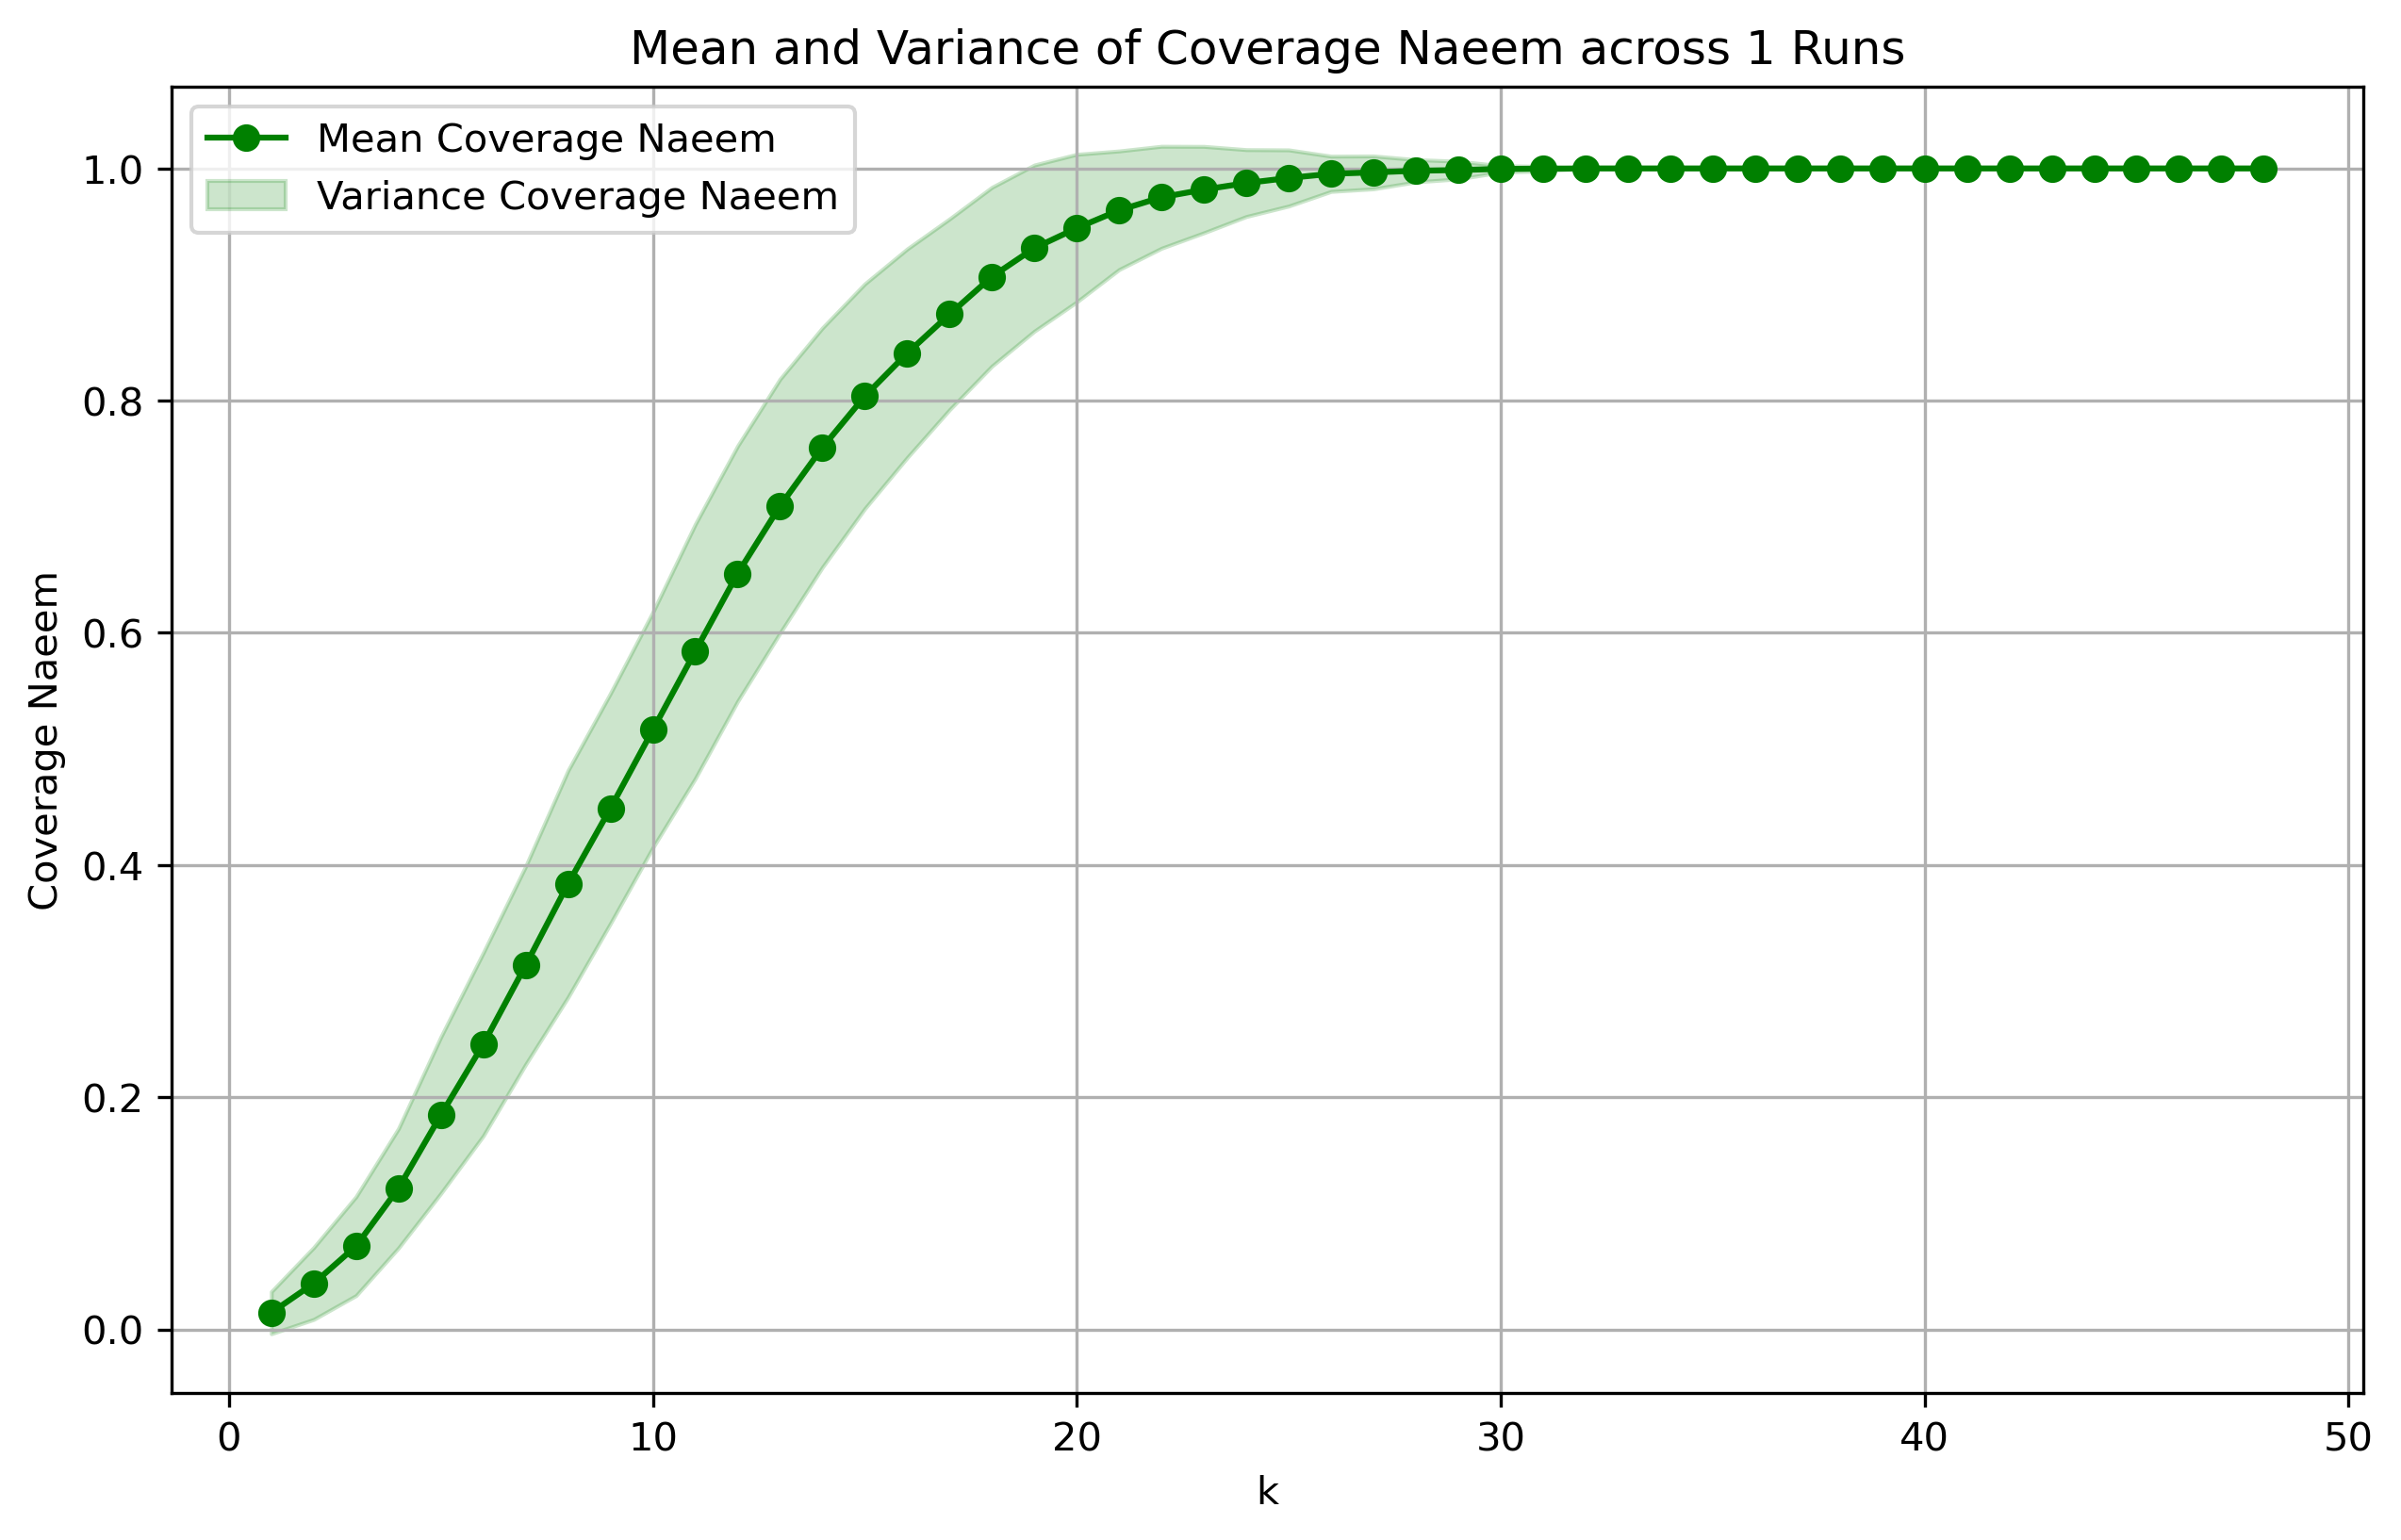 Mean and Variance of Coverage Naeem across 1 Runs
Mean Coverage Naeem
Variance Coverage Naeem
Coverage Naeem
1.0
0.8
0.6
0.4
0.2
0.0
0 10 20 30 40 50
k